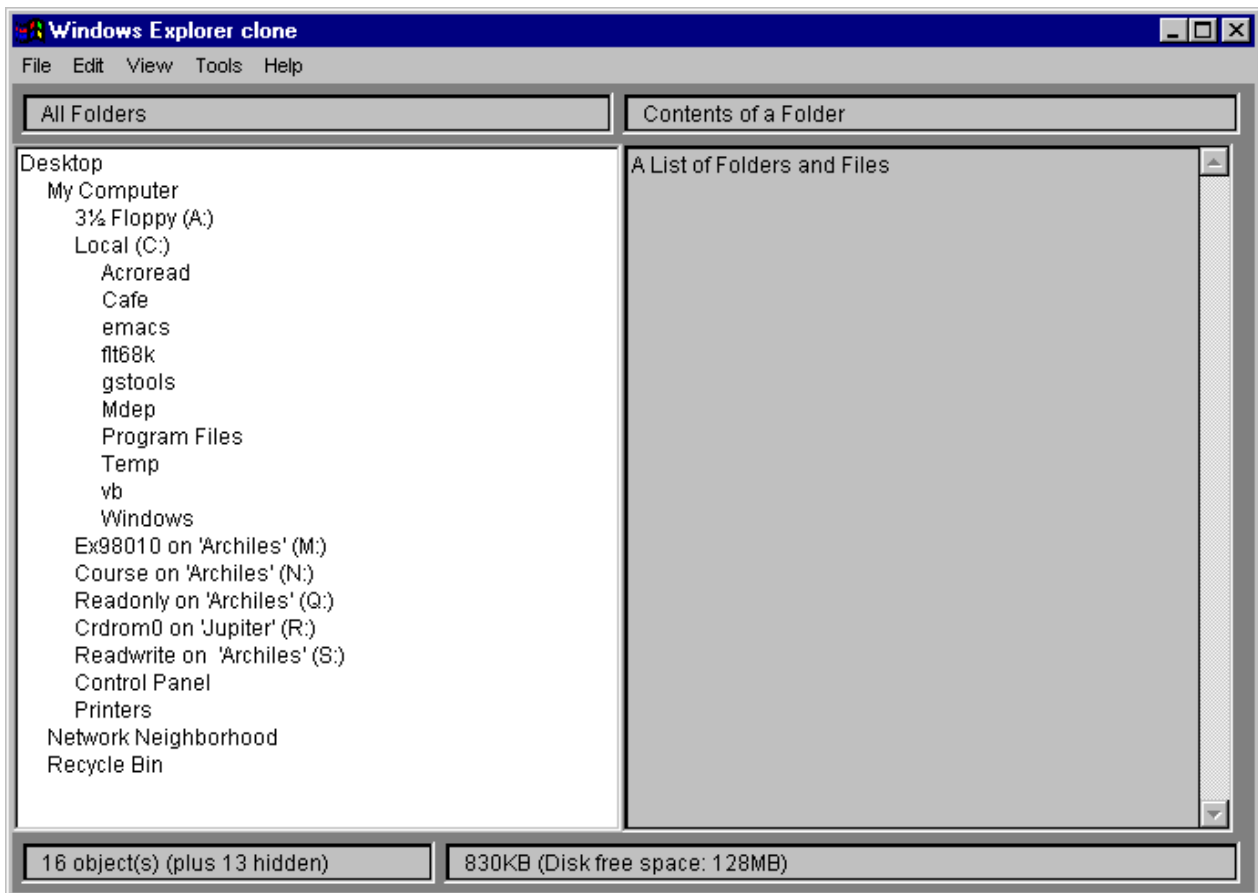 Windows Explorer clone
File Edit View Tools Help
All Folders
Contents of a Folder
Desktop
My Computer
3½ Floppy (A:)
Local (C:)
Acroread
Cafe
emacs
flt68k
gstools
Mdep
Program Files
Temp
vb
Windows
Ex98010 on 'Archiles' (M:)
Course on 'Archiles' (N:)
Readonly on 'Archiles' (Q:)
Crdrom0 on 'Jupiter' (R:)
Readwrite on 'Archiles' (S:)
Control Panel
Printers
Network Neighborhood
Recycle Bin
A List of Folders and Files
16 object(s) (plus 13 hidden)
830KB (Disk free space: 128MB)